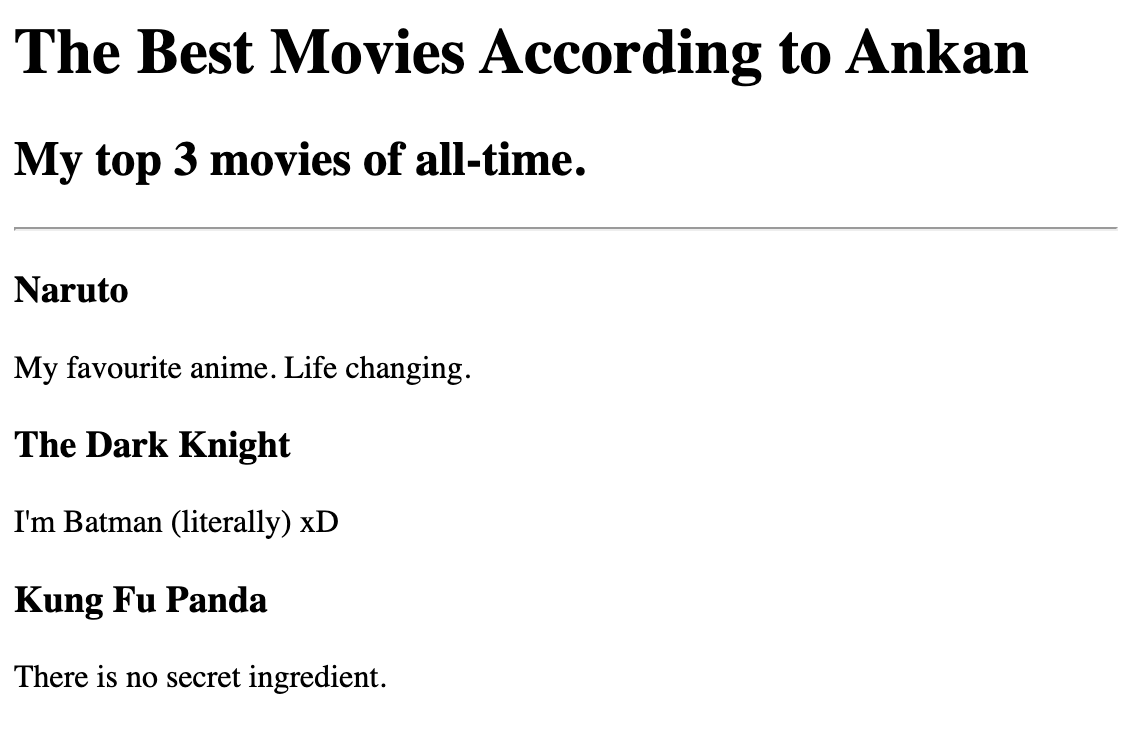 The Best Movies According to Ankan
My top 3 movies of all-time.
Naruto
My favourite anime. Life changing.
The Dark Knight
I'm Batman (literally) xD
Kung Fu Panda
There is no secret ingredient.